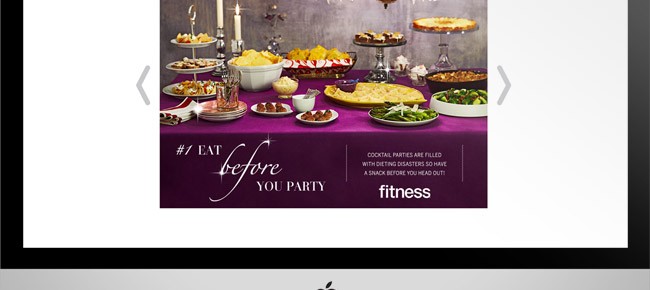 #1 EAT
before
YOU PARTY
COCKTAIL PARTIES ARE FILLED
WITH DIETING DISASTERS SO HAVE
A SNACK BEFORE YOU HEAD OUT!
fitness